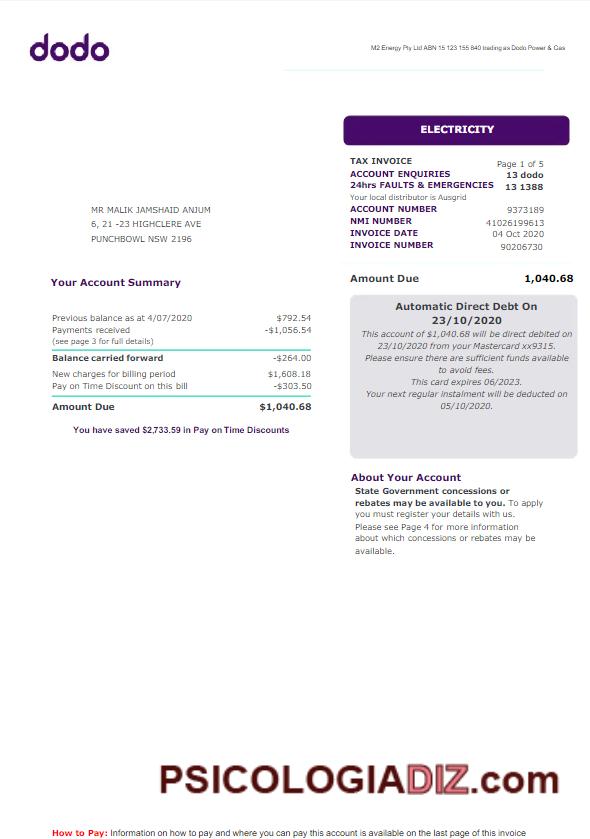 dodo
M2 Energy Pty Ltd ABN 15 123 155 840 trading as Dodo Power & Gas
ELECTRICITY
TAX INVOICE Page 1 of 5
ACCOUNT ENQUIRIES 13 dodo
24hrs FAULTS & EMERGENCIES 13 1388
Your local distributor is Ausgrid
ACCOUNT NUMBER 9373189
NMI NUMBER 41026199613
INVOICE DATE 04 Oct 2020
INVOICE NUMBER 90206730
MR MALIK JAMSHAID ANJUM
6, 21 -23 HIGHCLERE AVE
PUNCHBOWL NSW 2196
Your Account Summary
Previous balance as at 4/07/2020 $792.54
Payments received -$1,056.54
(see page 3 for full details)
Balance carried forward -$264.00
New charges for billing period $1,608.18
Pay on Time Discount on this bill -$303.50
Amount Due $1,040.68
You have saved $2,733.59 in Pay on Time Discounts
Amount Due 1,040.68
Automatic Direct Debt On
23/10/2020
This account of $1,040.68 will be direct debited on
23/10/2020 from your Mastercard xx9315.
Please ensure there are sufficient funds available
to avoid fees.
This card expires 06/2023.
Your next regular instalment will be deducted on
05/10/2020.
About Your Account
State Government concessions or
rebates may be available to you. To apply
you must register your details with us.
Please see Page 4 for more information
about which concessions or rebates may be
available.
PSICOLOGIADIZ.com
How to Pay: Information on how to pay and where you can pay this account is available on the last page of this invoice